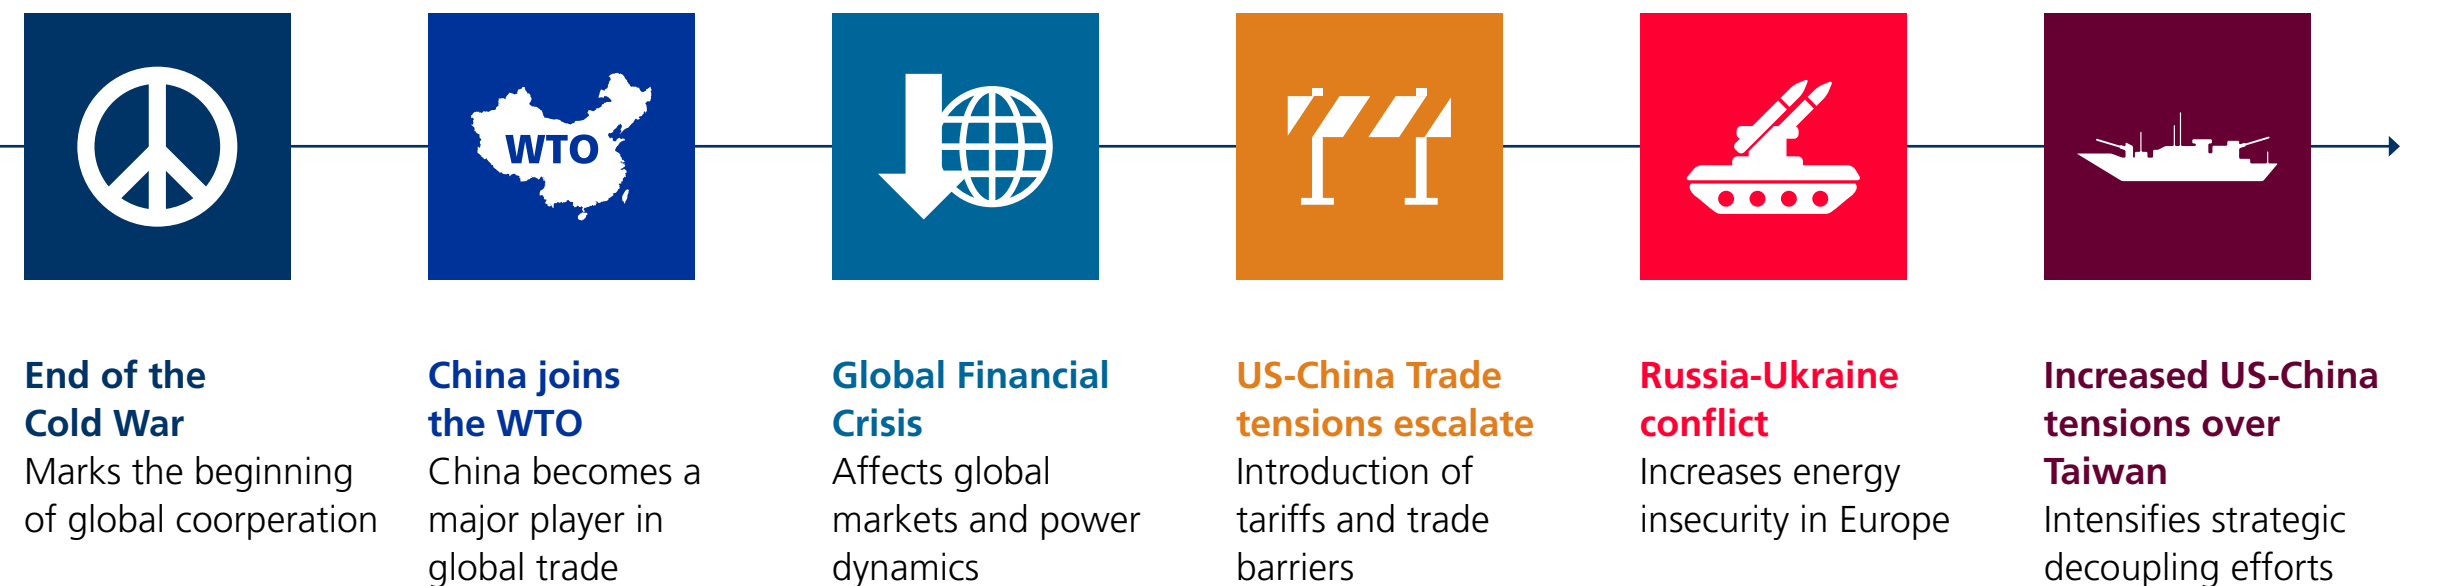 WTO
End of the
Cold War
Marks the beginning
of global coorperation
China joins
the WTO
China becomes a
major player in
global trade
Global Financial
Crisis
Affects global
markets and power
dynamics
US-China Trade
tensions escalate
Introduction of
tariffs and trade
barriers
Russia-Ukraine
conflict
Increases energy
insecurity in Europe
Increased US-China
tensions over
Taiwan
Intensifies strategic
decoupling efforts